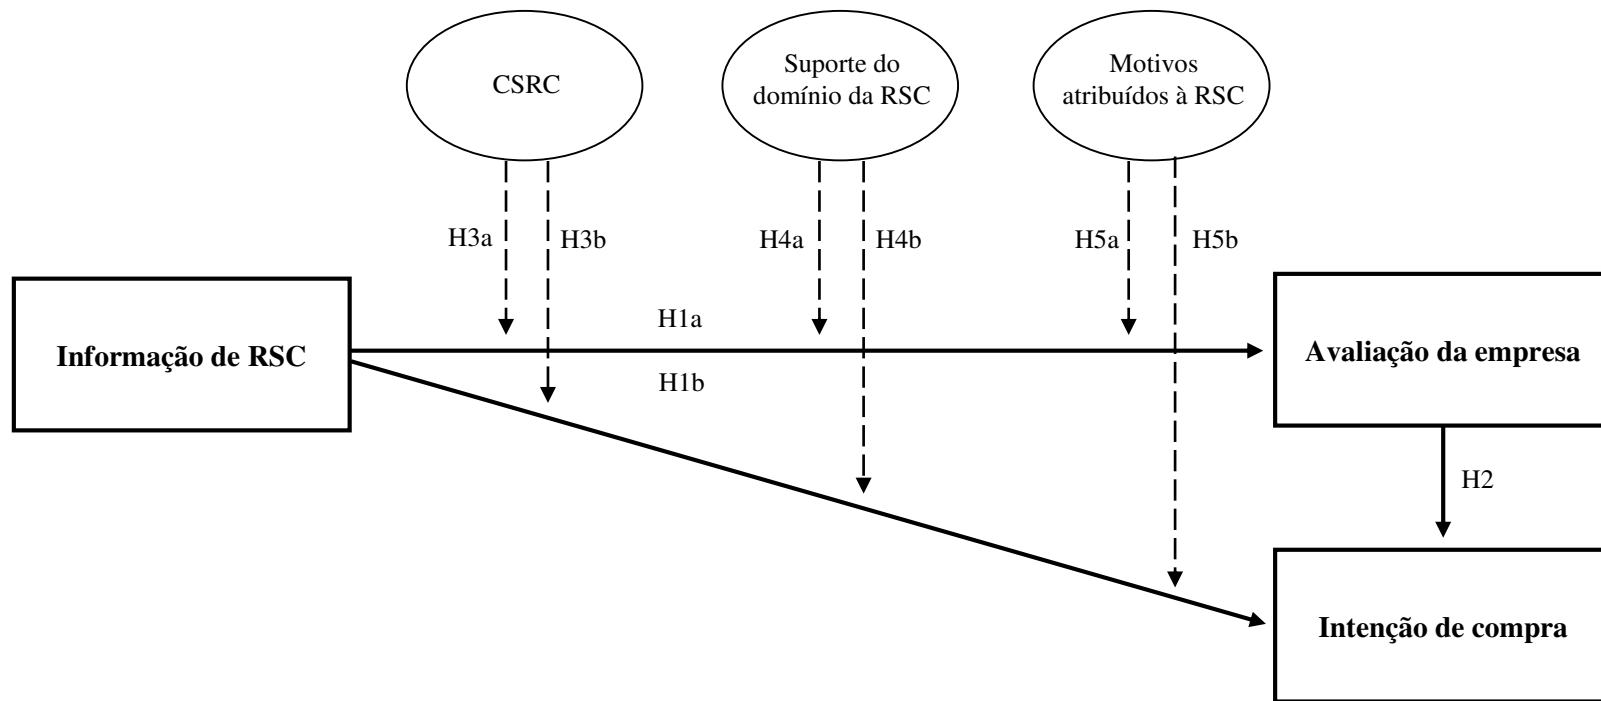 CSRC
Suporte do
domínio da RSC
Motivos
atribuídos à RSC
H3a
H3b
H4a
H4b
H5a
H5b
H1a
Informação de RSC
Avaliação da empresa
H1b
H2
Intenção de compra